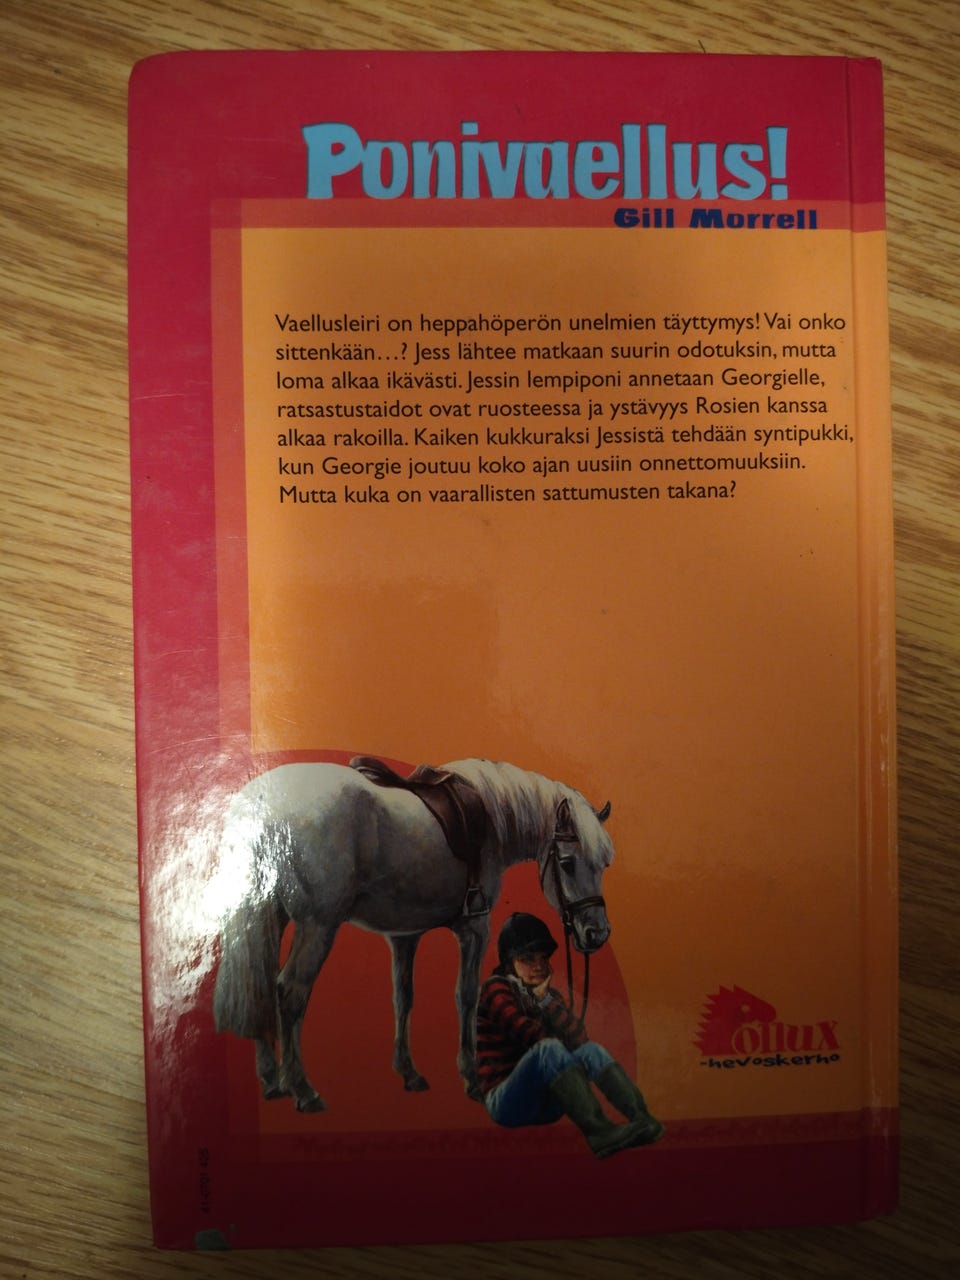 Ponivaellus!
Gill Morrell
Vaellusleiri on heppahöperön unelmien täyttymys! Vai onko
sittenkään...? Jess lähtee matkaan suurin odotuksin, mutta
loma alkaa ikävästi. Jessin lempiponi annetaan Georgielle,
ratsastustaidot ovat ruosteessa ja ystävyys Rosien kanssa
alkaa rakoilla. Kaiken kukkuraksi Jessistä tehdään syntipukki,
kun Georgie joutuu koko ajan uusiin onnettomuuksiin.
Mutta kuka on vaarallisten sattumusten takana?
Pollux
-hevoskerho